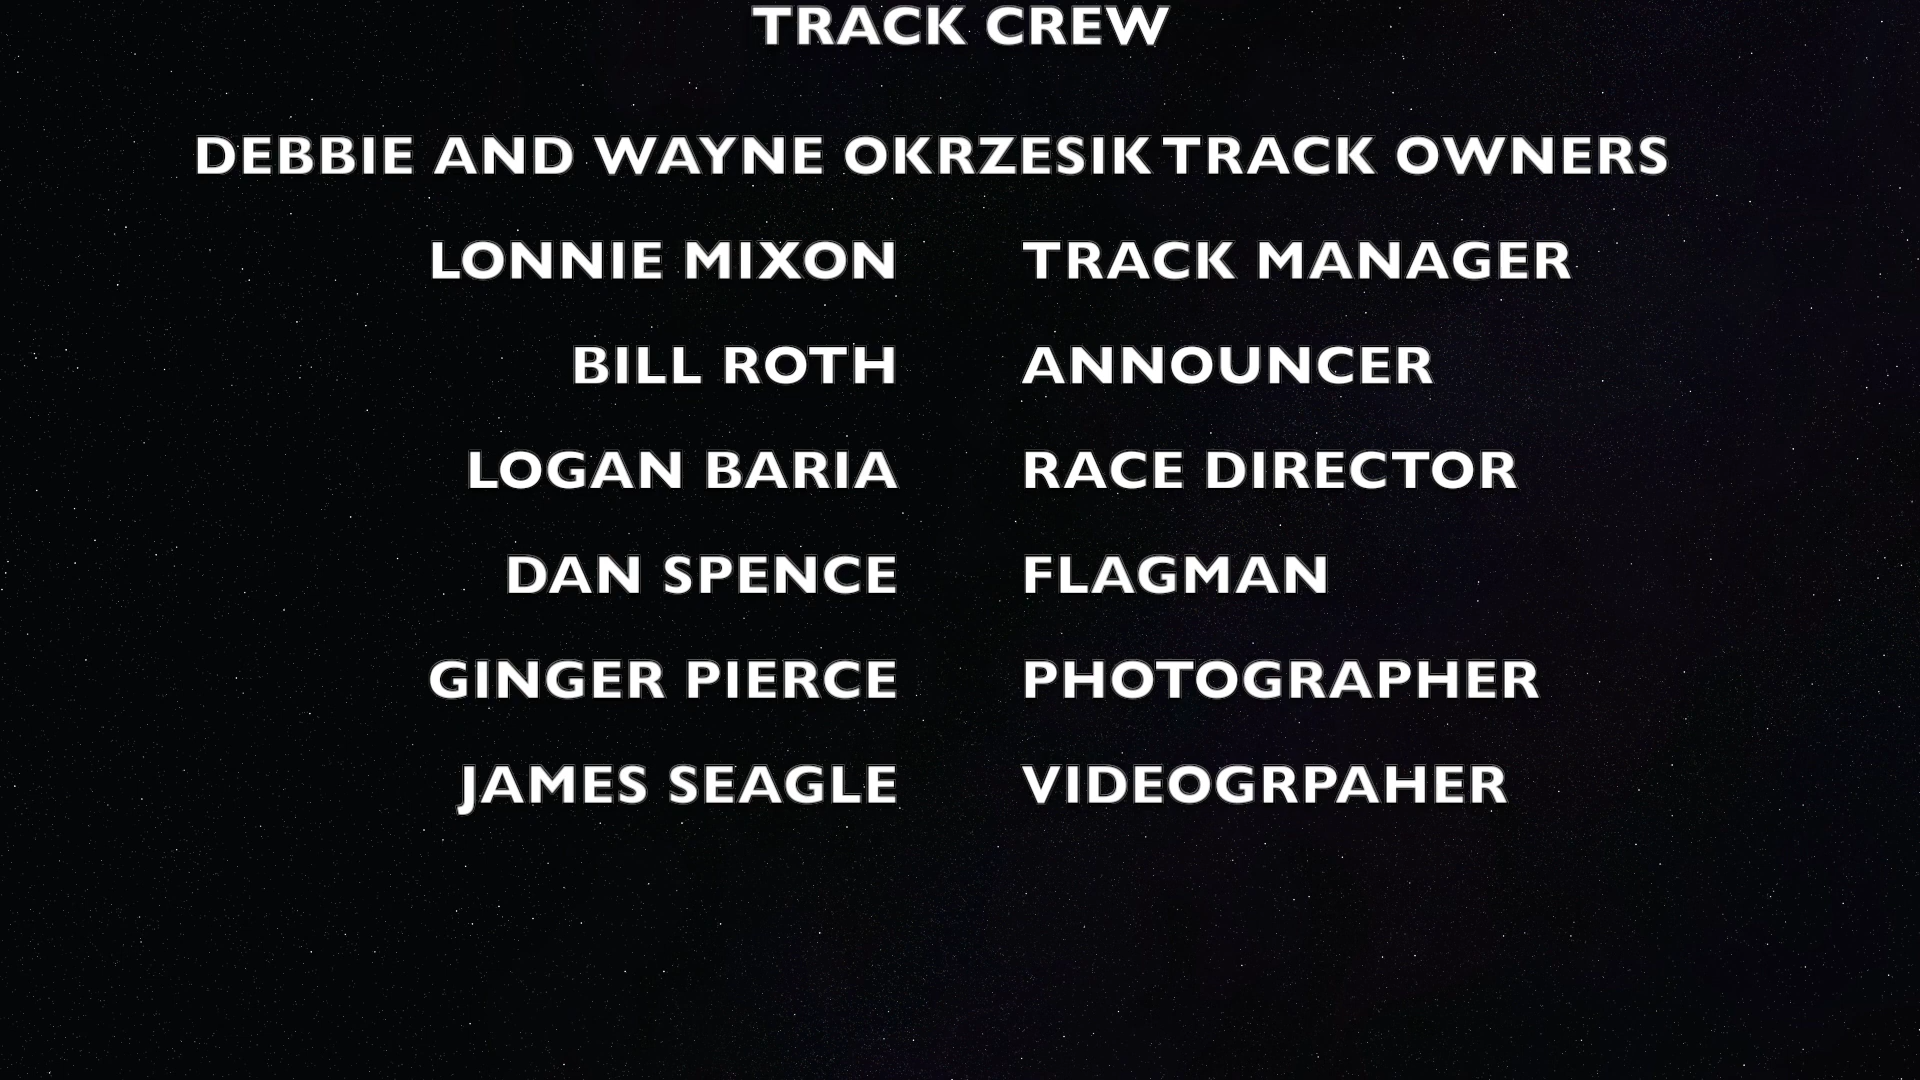 TRACK CREW
DEBBIE AND WAYNE OKRZESIK TRACK OWNERS
LONNIE MIXON TRACK MANAGER
BILL ROTH ANNOUNCER
LOGAN BARIA RACE DIRECTOR
DAN SPENCE FLAGMAN
GINGER PIERCE PHOTOGRAPHER
JAMES SEAGLE VIDEOGRPAHER